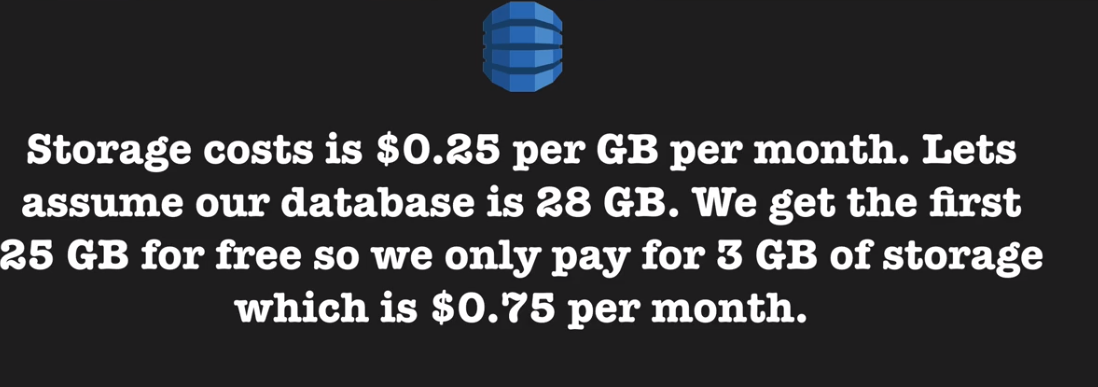 Storage costs is $0.25 per GB per month. Lets
assume our database is 28 GB. We get the first
25 GB for free so we only pay for 3 GB of storage
which is $0.75 per month.